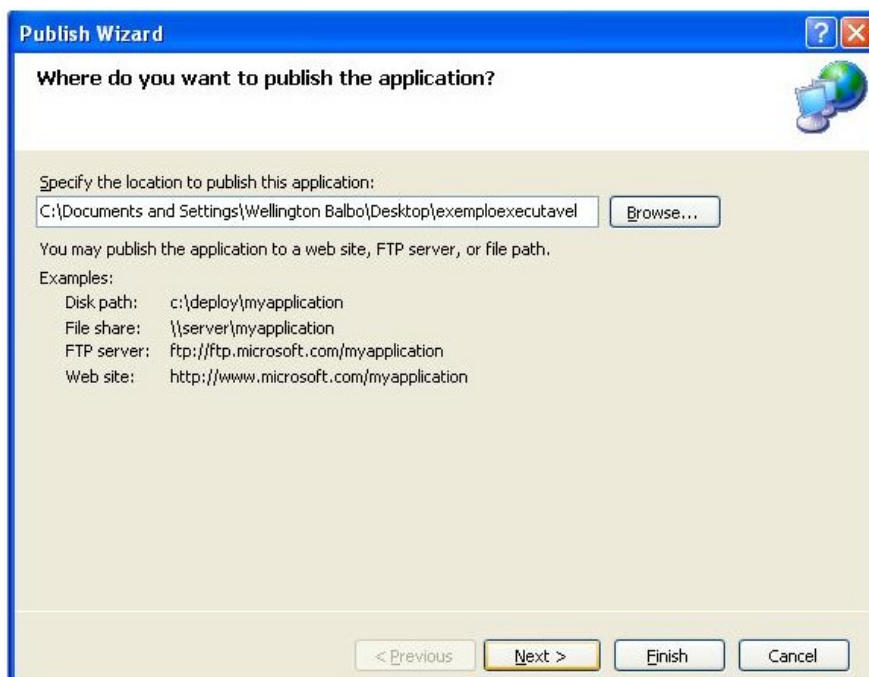 Publish Wizard
Where do you want to publish the application?
Specify the location to publish this application:
C:\Documents and Settings\Wellington Balbo\Desktop\exemploexecutavel
Browse...
You may publish the application to a web site, FTP server, or file path.
Examples:
Disk path: c:\deploy\myapplication
File share: \\server\myapplication
FTP server: ftp://ftp.microsoft.com/myapplication
Web site: http://www.microsoft.com/myapplication
< Previous Next > Finish Cancel